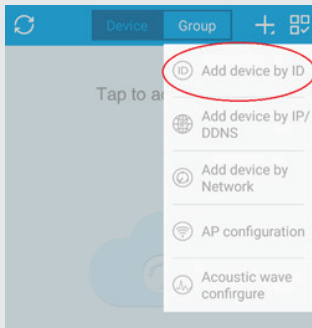 Device Group
ID Add device by ID
Tap to a
Add device by IP/
DDNS
Add device by
Network
AP configuration
Acoustic wave
confirgure